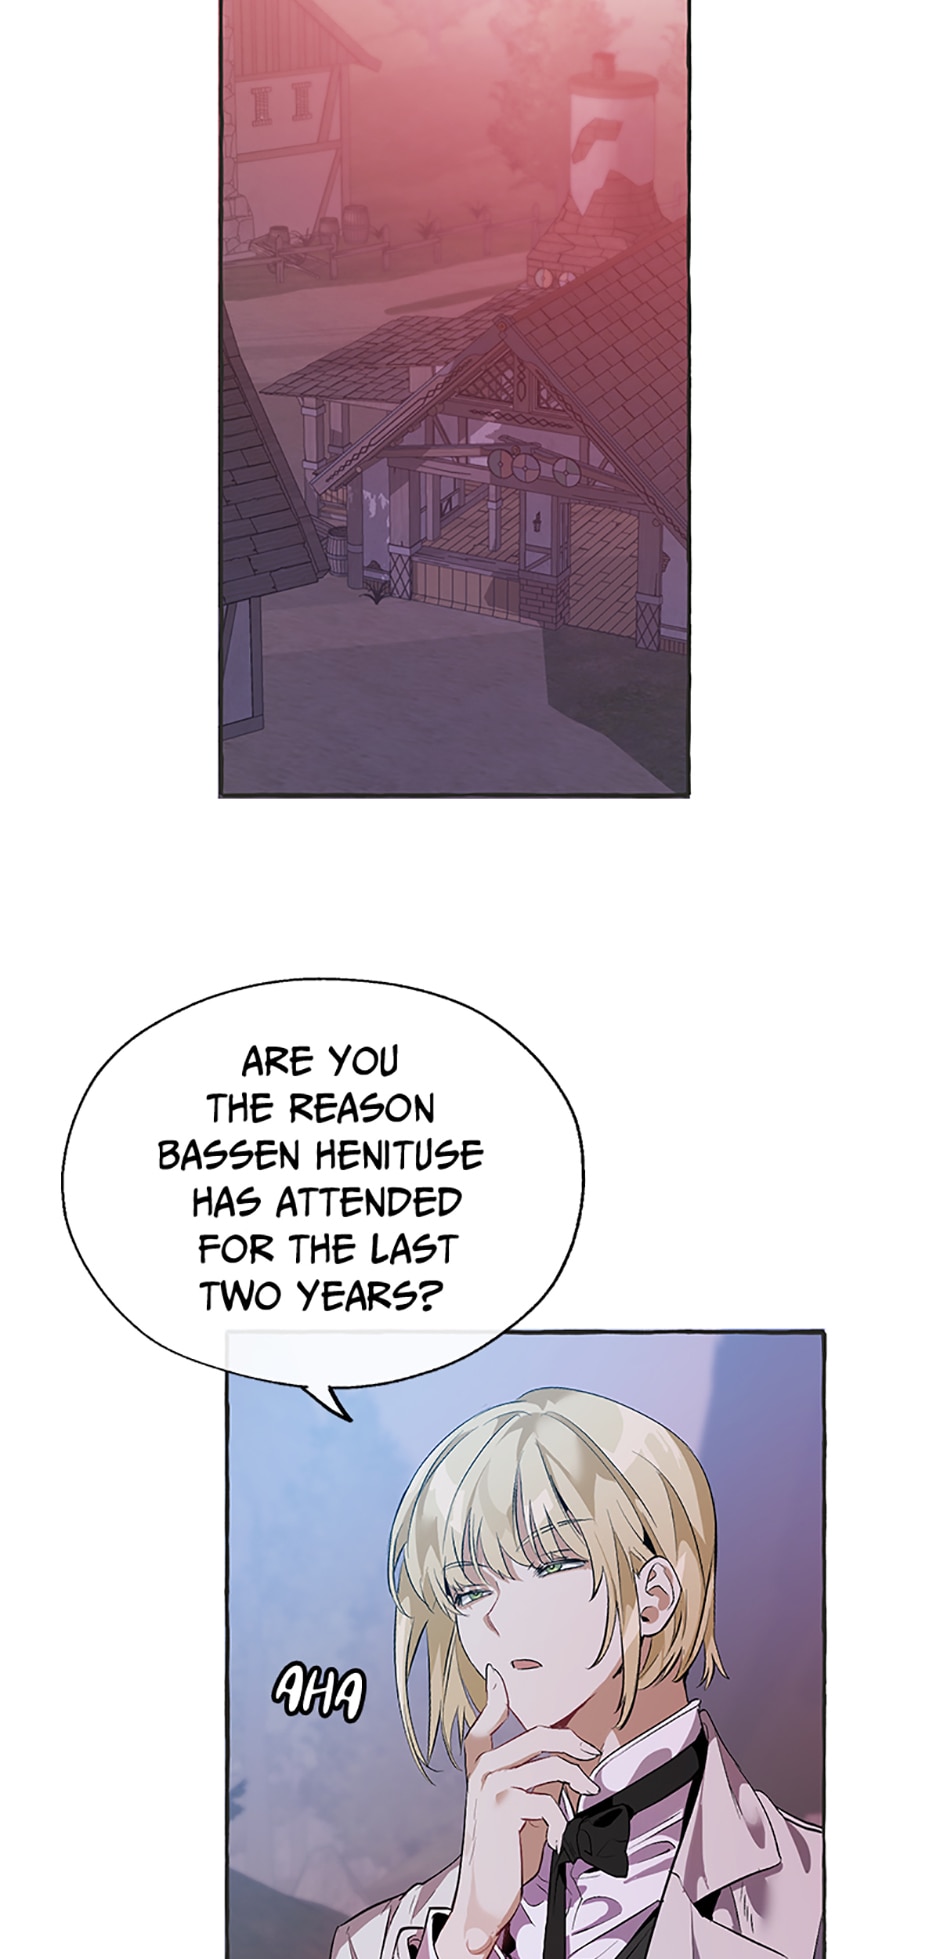 ARE YOU
THE REASON
BASSEN HENITUSE
HAS ATTENDED
FOR THE LAST
TWO YEARS?
AHA